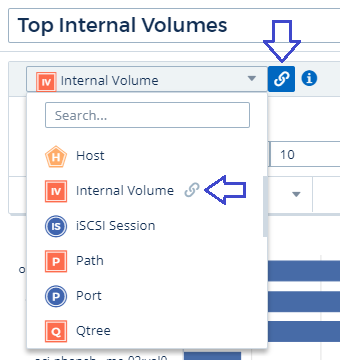 Top Internal Volumes
IV Internal Volume
Search...
H Host
10
IV Internal Volume
IS iSCSI Session
P Path
P Port
Qtree